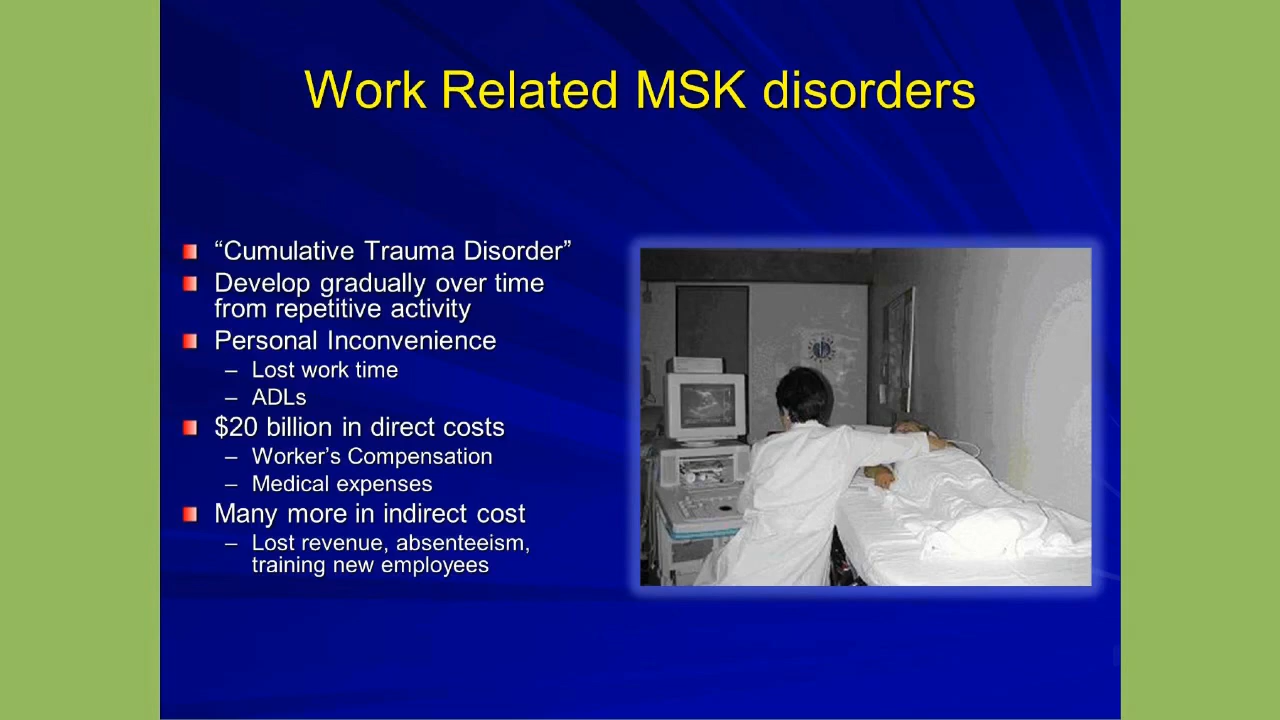 Work Related MSK disorders
“Cumulative Trauma Disorder”
Develop gradually over time
from repetitive activity
Personal Inconvenience
– Lost work time
– ADLs
$20 billion in direct costs
– Worker’s Compensation
– Medical expenses
Many more in indirect cost
– Lost revenue, absenteeism,
training new employees